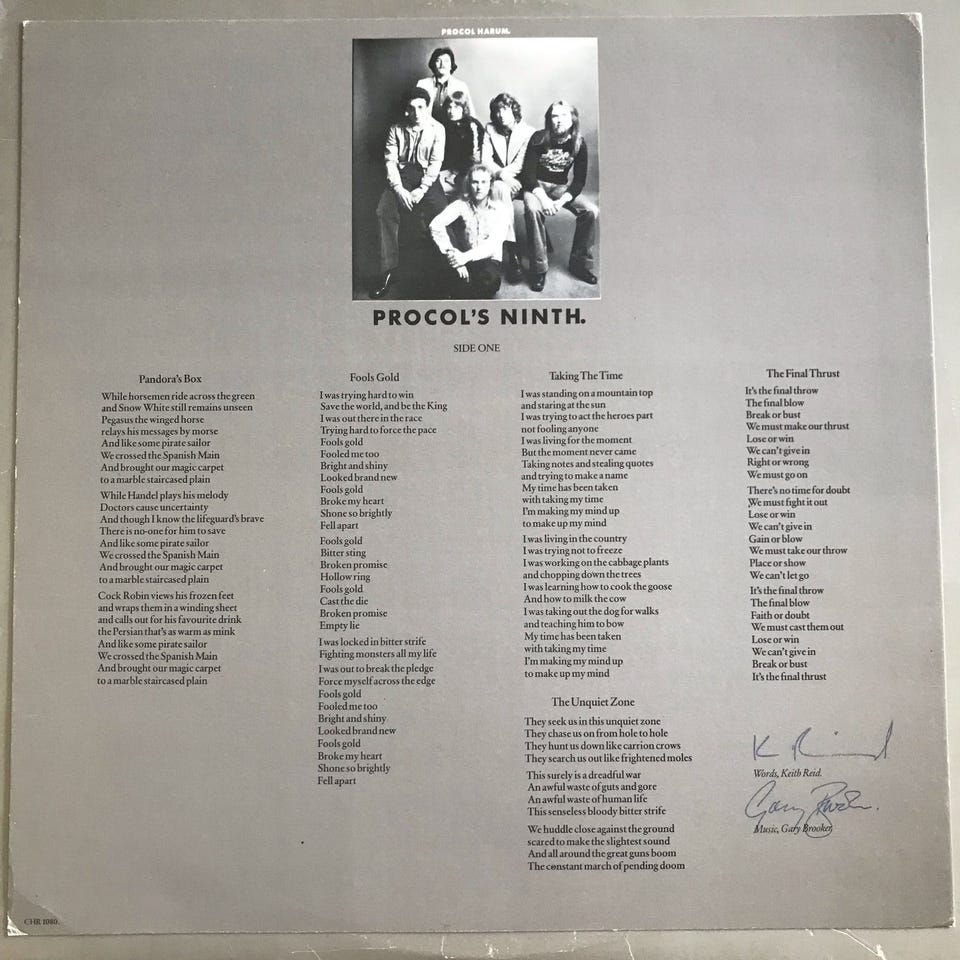 PROCOL HARUM.
PROCOL'S NINTH.
SIDE ONE
Pandora's Box
While horsemen ride across the green
and Snow White still remains unseen
Pegasus the winged horse
relays his messages by morse
And like some pirate sailor
We crossed the Spanish Main
And brought our magic carpet
to a marble staircased plain
While Handel plays his melody
Doctors cause uncertainty
And though I know the lifeguard's brave
There is no-one for him to save
And like some pirate sailor
We crossed the Spanish Main
And brought our magic carpet
to a marble staircased plain
Cock Robin views his frozen feet
and wraps them in a winding sheet
and calls out for his favourite drink
the Persian that's as warm as mink
And like some pirate sailor
We crossed the Spanish Main
And brought our magic carpet
to a marble staircased plain
Fools Gold
I was trying hard to win
Save the world, and be the King
I was out there in the race
Trying hard to force the pace
Fools gold
Fooled me too
Bright and shiny
Looked brand new
Fools gold
Broke my heart
Shone so brightly
Fell apart
Fools gold
Bitter sting
Broken promise
Hollow ring
Fools gold
Cast the die
Broken promise
Empty lie
I was locked in bitter strife
Fighting monsters all my life
I was out to break the pledge
Force myself across the edge
Fools gold
Fooled me too
Bright and shiny
Looked brand new
Fools gold
Broke my heart
Shone so brightly
Fell apart
Taking The Time
I was standing on a mountain top
and staring at the sun
I was trying to act the heroes part
not fooling anyone
I was living for the moment
But the moment never came
Taking notes and stealing quotes
and trying to make a name
My time has been taken
with taking my time
I'm making my mind up
to make up my mind
I was living in the country
I was trying not to freeze
I was working on the cabbage plants
and chopping down the trees
I was learning how to cook the goose
And how to milk the cow
I was taking out the dog for walks
and teaching him to bow
My time has been taken
with taking my time
I'm making my mind up
to make up my mind
The Unquiet Zone
They seek us in this unquiet zone
They chase us on from hole to hole
They hunt us down like carrion crows
They search us out like frightened moles
This surely is a dreadful war
An awful waste of guts and gore
An awful waste of human life
This senseless bloody bitter strife
We huddle close against the ground
scared to make the slightest sound
And all around the great guns boom
The constant march of pending doom
The Final Thrust
It's the final throw
The final blow
Break or bust
We must make our thrust
Lose or win
We can't give in
Right or wrong
We must go on
There's no time for doubt
We must fight it out
Lose or win
We can't give in
Gain or blow
We must take our throw
Place or show
We can't let go
It's the final throw
The final blow
Faith or doubt
We must cast them out
Lose or win
We can't give in
Break or bust
It's the final thrust
K Reid
Words, Keith Reid.
Gary Brooker.
Music, Gary Brooker.
CHR 1080.